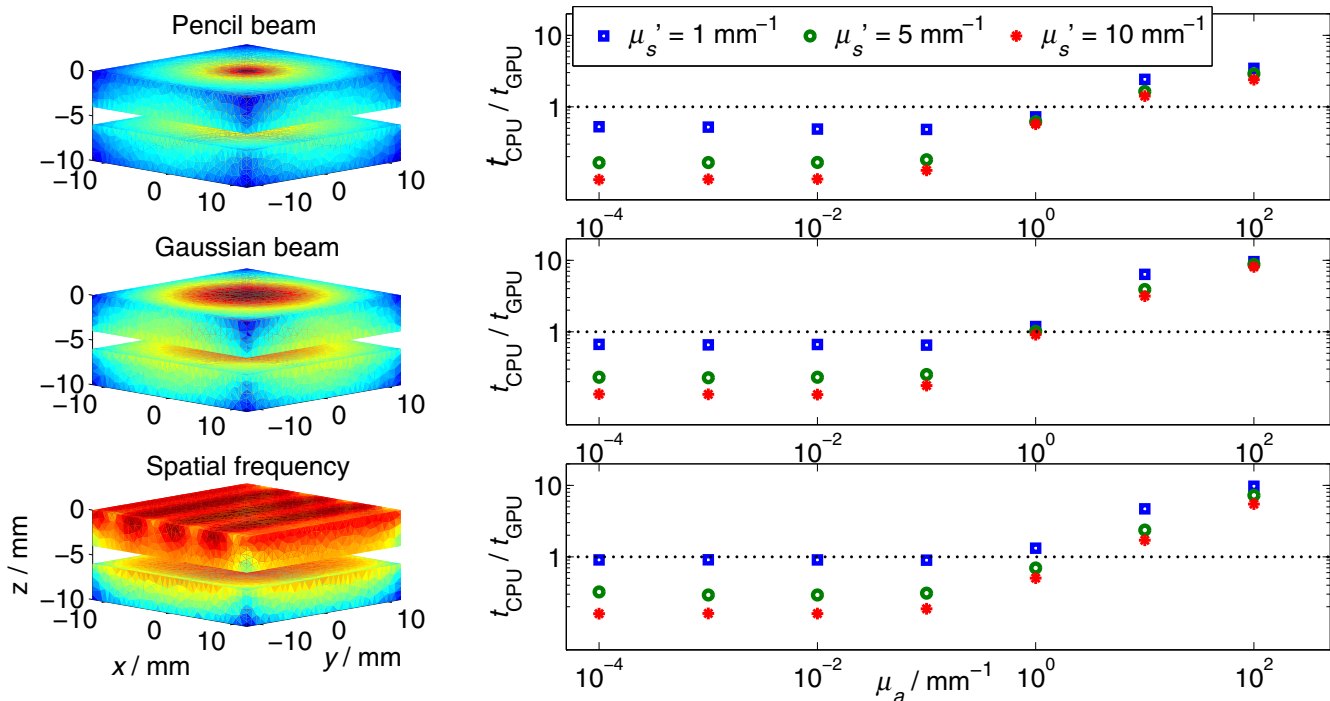 Pencil beam
0
−5
−10
−10
0
10
−10
0
10
μs’ = 1 mm⁻¹ μs’ = 5 mm⁻¹ μs’ = 10 mm⁻¹
10
1
tCPU / tGPU
10⁻⁴ 10⁻² 10⁰ 10²
Gaussian beam
0
−5
−10
−10
0
10
−10
0
10
10
1
tCPU / tGPU
10⁻⁴ 10⁻² 10⁰ 10²
Spatial frequency
0
−5
−10
z / mm
−10
0
10
x / mm
−10
0
10
y / mm
10
1
tCPU / tGPU
10⁻⁴ 10⁻² 10⁰ 10²
μa / mm⁻¹